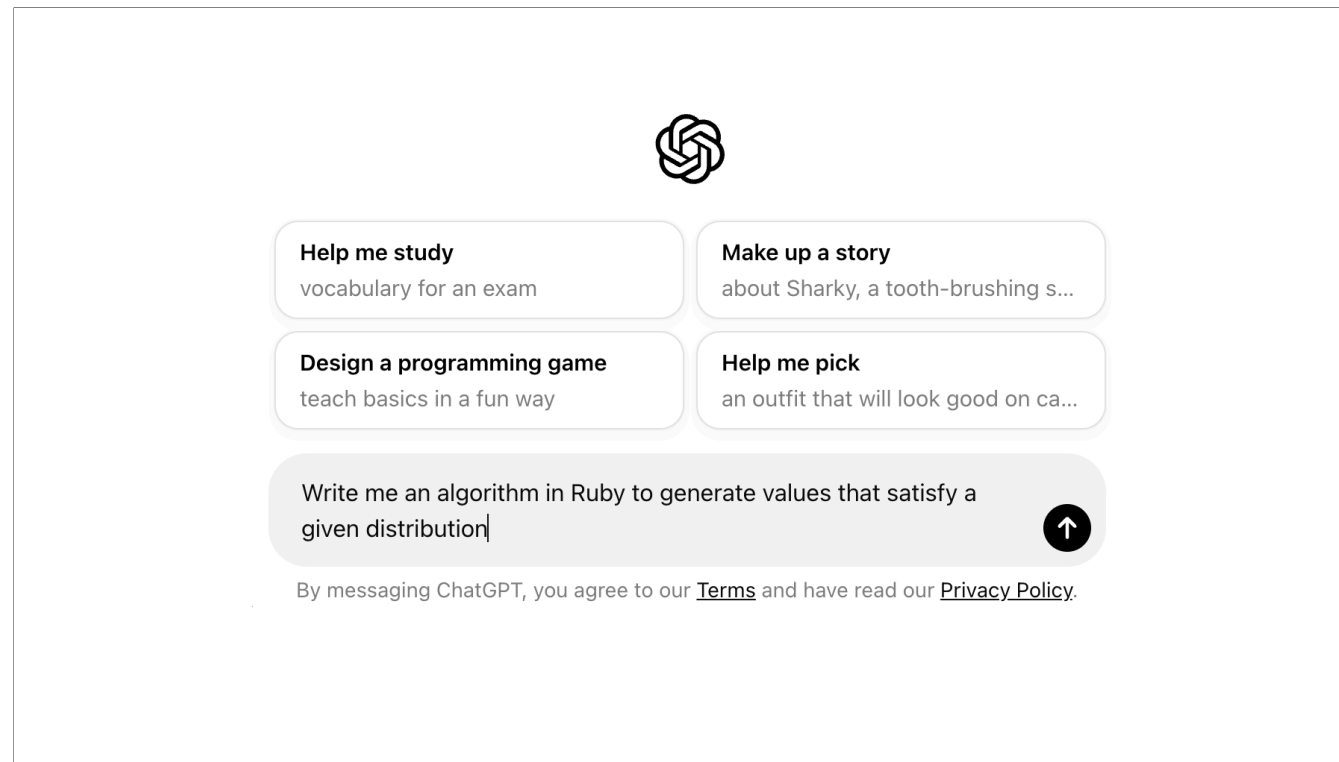 Help me study
vocabulary for an exam
Make up a story
about Sharky, a tooth-brushing s...
Design a programming game
teach basics in a fun way
Help me pick
an outfit that will look good on ca...
Write me an algorithm in Ruby to generate values that satisfy a
given distribution
By messaging ChatGPT, you agree to our Terms and have read our Privacy Policy.